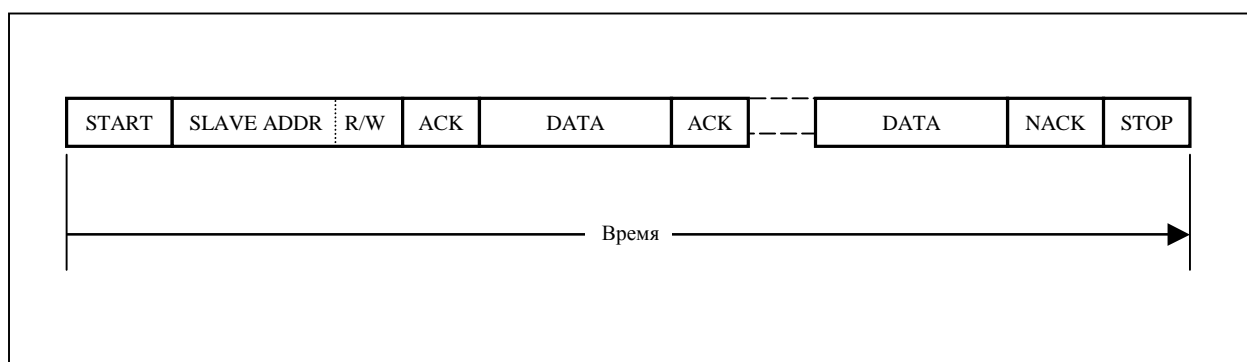 START SLAVE ADDR R/W ACK DATA ACK DATA NACK STOP
Время